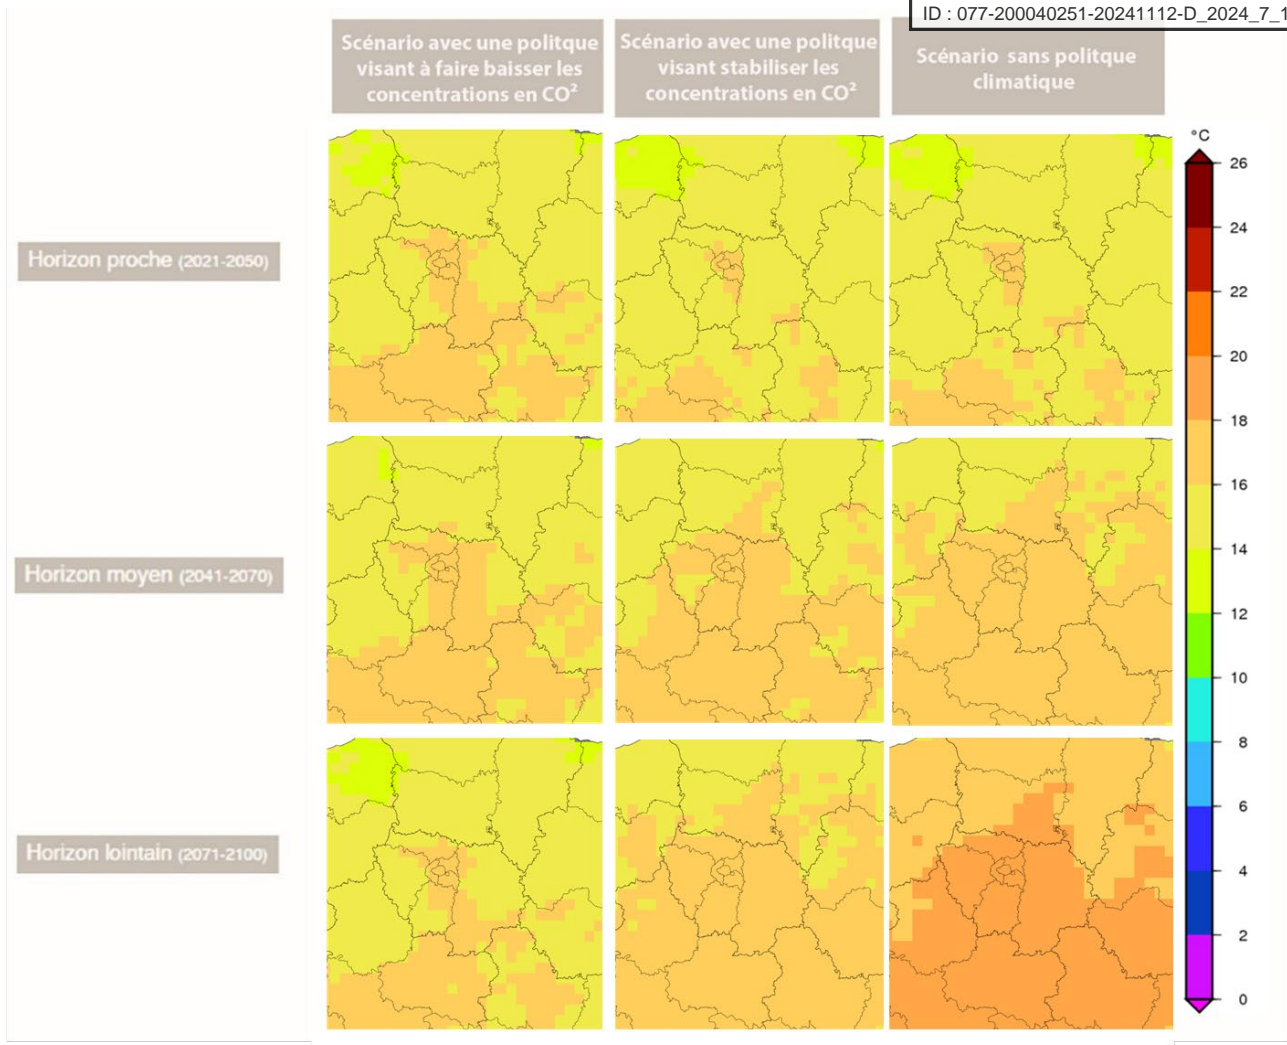 ID : 077-200040251-20241112-D_2024_7_1
Scénario avec une politque
visant à faire baisser les
concentrations en CO²
Scénario avec une politque
visant stabiliser les
concentrations en CO²
Scénario sans politque
climatique
°C
26
24
22
20
18
16
14
12
10
8
6
4
2
0
Horizon proche (2021-2050)
Horizon moyen (2041-2070)
Horizon lointain (2071-2100)